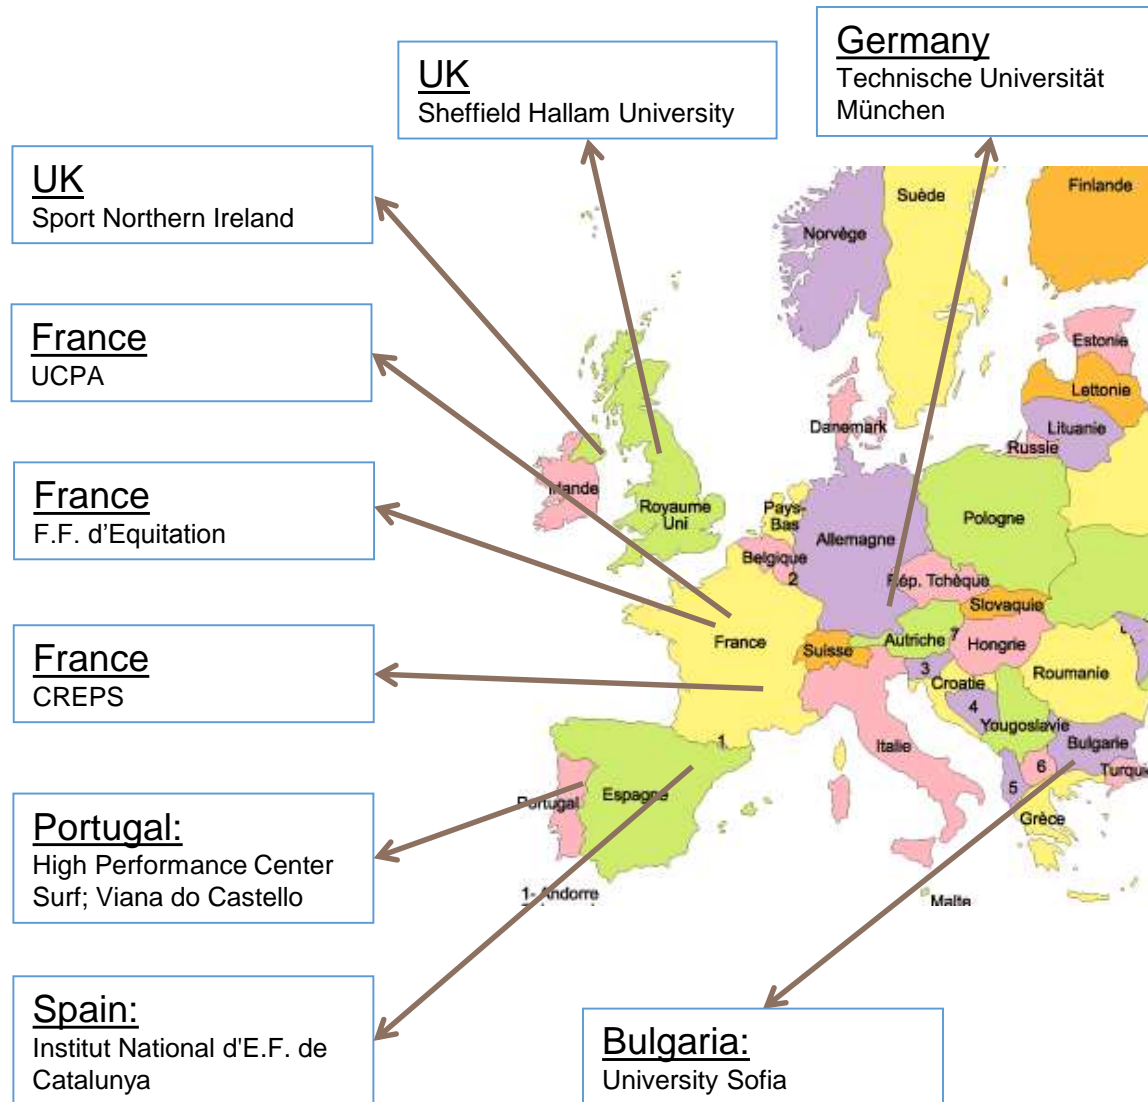 Germany
Technische Universität
München
UK
Sheffield Hallam University
UK
Sport Northern Ireland
France
UCPA
France
F.F. d’Equitation
France
CREPS
Portugal:
High Performance Center
Surf; Viana do Castello
Spain:
Institut National d'E.F. de
Catalunya
Bulgaria:
University Sofia
Finlande
Suède
Norvège
Estonie
Lettonie
Lituanie
Russie
Danemark
Irlande
Royaume
Uni
Pays-
Bas
Allemagne
Pologne
Belgique
2
Rép. Tchèque
Slovaquie
France
Suisse
Autriche
7
Hongrie
3
Croatie
Roumanie
4
Yougoslavie
1
Italie
Bulgarie
6
Turquie
5
Portugal
Espagne
Grèce
1- Andorre
Malte